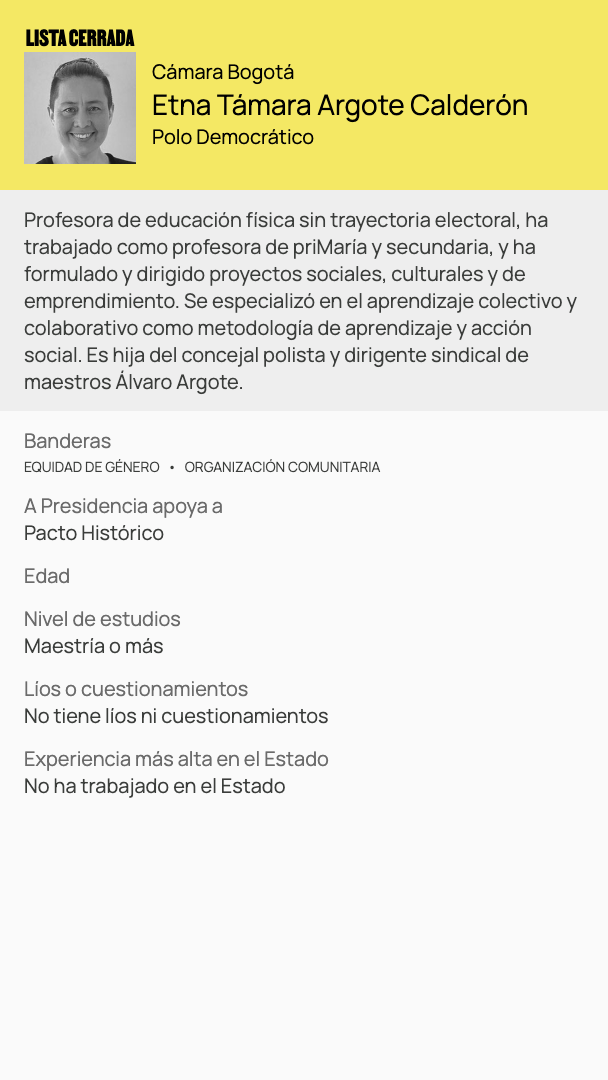 LISTA CERRADA
Cámara Bogotá
Etna Támara Argote Calderón
Polo Democrático
Profesora de educación física sin trayectoria electoral, ha
trabajado como profesora de priMaría y secundaria, y ha
formulado y dirigido proyectos sociales, culturales y de
emprendimiento. Se especializó en el aprendizaje colectivo y
colaborativo como metodología de aprendizaje y acción
social. Es hija del concejal polista y dirigente sindical de
maestros Álvaro Argote.
Banderas
EQUIDAD DE GÉNERO • ORGANIZACIÓN COMUNITARIA
A Presidencia apoya a
Pacto Histórico
Edad
Nivel de estudios
Maestría o más
Líos o cuestionamientos
No tiene líos ni cuestionamientos
Experiencia más alta en el Estado
No ha trabajado en el Estado